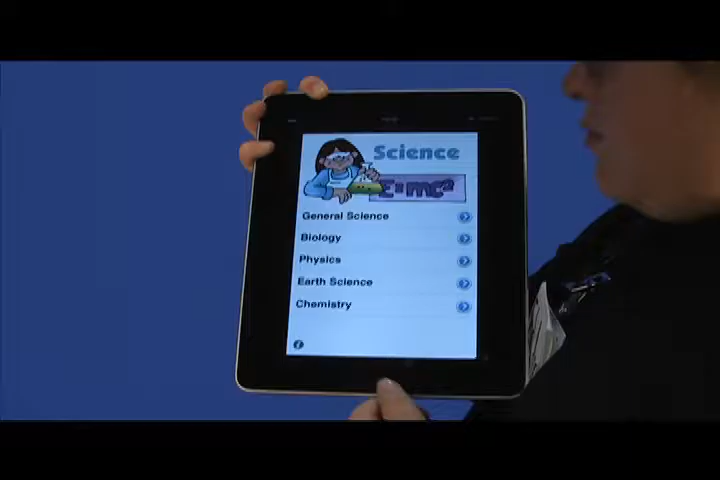 Science
E=mc²
General Science
Biology
Physics
Earth Science
Chemistry